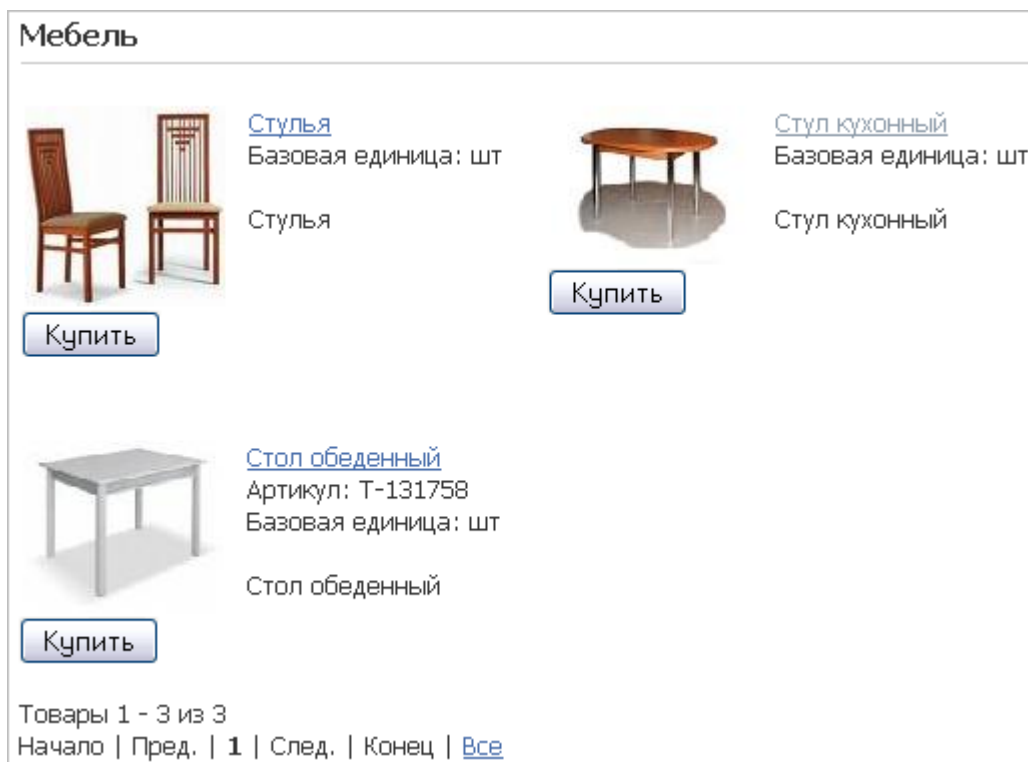 Мебель
Стулья
Базовая единица: шт
Стулья
Купить
Стул кухонный
Базовая единица: шт
Стул кухонный
Купить
Стол обеденный
Артикул: Т-131758
Базовая единица: шт
Стол обеденный
Купить
Товары 1 - 3 из 3
Начало | Пред. | 1 | След. | Конец | Все